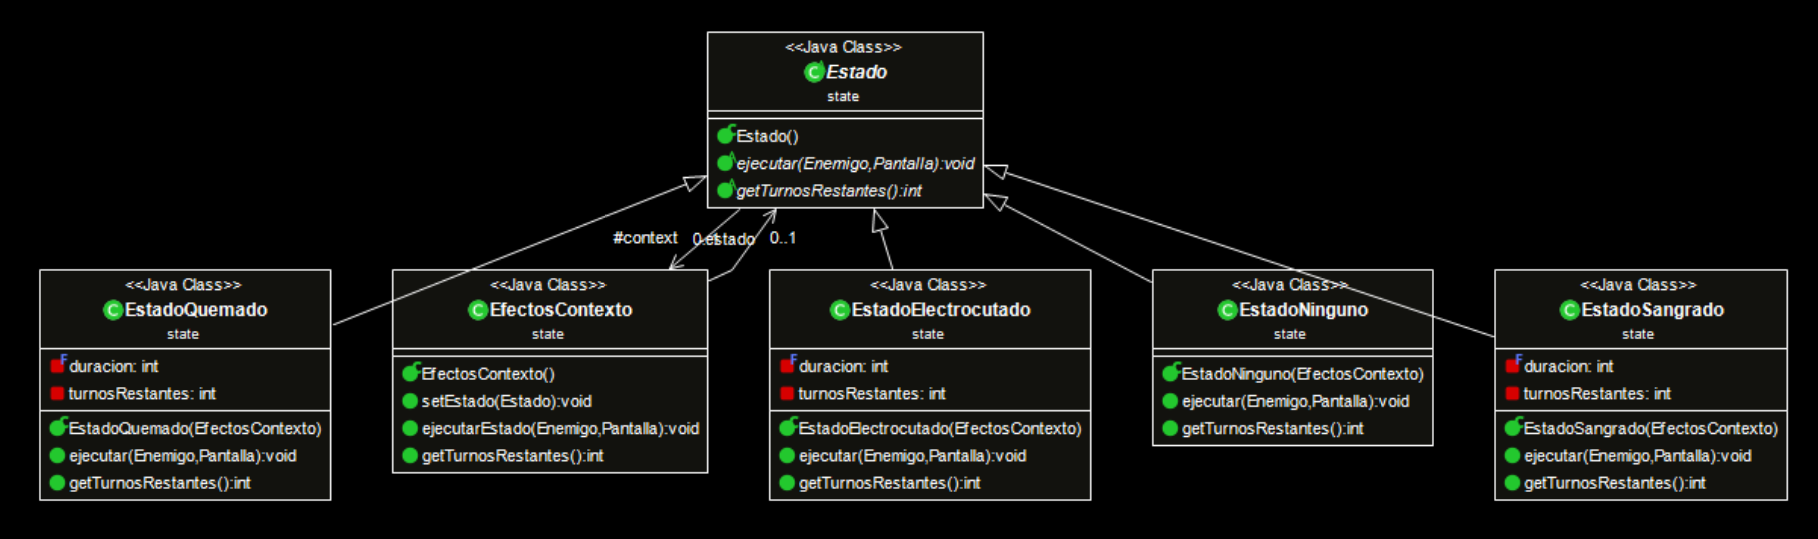 <<Java Class>>
Estado
state
Estado()
ejecutar(Enemigo,Pantalla):void
getTurnosRestantes():int
#context
-estado
0..1
<<Java Class>>
EstadoQuemado
state
duracion: int
turnosRestantes: int
EstadoQuemado(EfectosContexto)
ejecutar(Enemigo,Pantalla):void
getTurnosRestantes():int
<<Java Class>>
EfectosContexto
state
EfectosContexto()
setEstado(Estado):void
ejecutarEstado(Enemigo,Pantalla):void
getTurnosRestantes():int
<<Java Class>>
EstadoElectrocutado
state
duracion: int
turnosRestantes: int
EstadoElectrocutado(EfectosContexto)
ejecutar(Enemigo,Pantalla):void
getTurnosRestantes():int
<<Java Class>>
EstadoNinguno
state
EstadoNinguno(EfectosContexto)
ejecutar(Enemigo,Pantalla):void
getTurnosRestantes():int
<<Java Class>>
EstadoSangrado
state
duracion: int
turnosRestantes: int
EstadoSangrado(EfectosContexto)
ejecutar(Enemigo,Pantalla):void
getTurnosRestantes():int